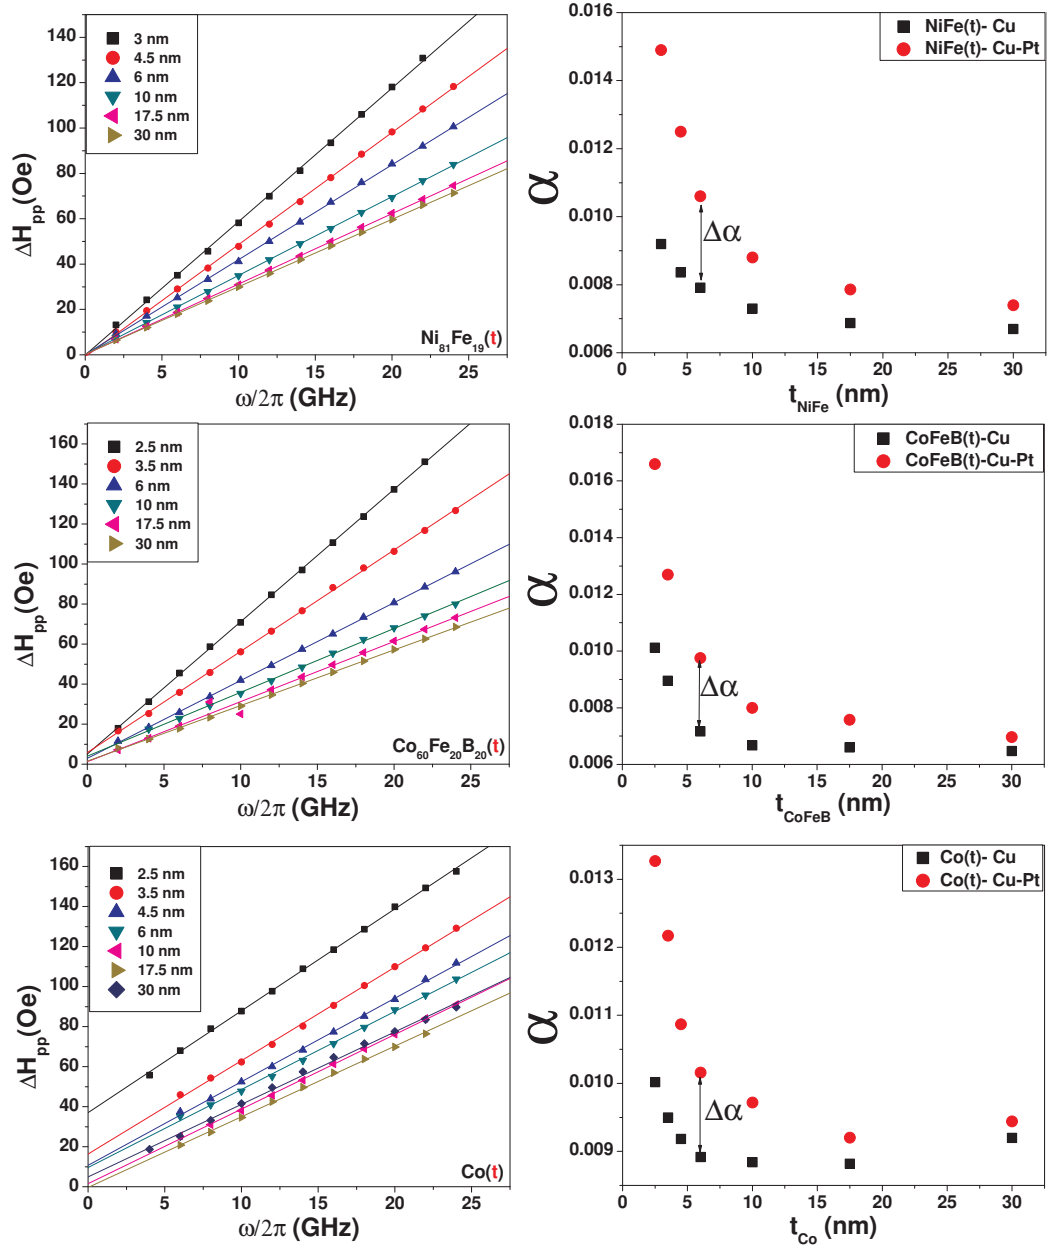 3 nm
4.5 nm
6 nm
10 nm
17.5 nm
30 nm
140
120
100
80
60
40
20
0
ΔH_pp(Oe)
Ni₈₁Fe₁₉(t)
0 5 10 15 20 25
ω/2π (GHz)
NiFe(t)- Cu
NiFe(t)- Cu-Pt
0.016
0.014
0.012
0.010
0.008
0.006
α
Δα
0 5 10 15 20 25 30
t_NiFe (nm)
2.5 nm
3.5 nm
6 nm
10 nm
17.5 nm
30 nm
160
140
120
100
80
60
40
20
0
ΔH_pp(Oe)
Co₆₀Fe₂₀B₂₀(t)
0 5 10 15 20 25
ω/2π (GHz)
CoFeB(t)-Cu
CoFeB(t)-Cu-Pt
0.018
0.016
0.014
0.012
0.010
0.008
0.006
α
Δα
0 5 10 15 20 25 30
t_CoFeB (nm)
2.5 nm
3.5 nm
4.5 nm
6 nm
10 nm
17.5 nm
30 nm
160
140
120
100
80
60
40
20
0
ΔH_pp(Oe)
Co(t)
0 5 10 15 20 25
ω/2π (GHz)
Co(t)- Cu
Co(t)- Cu-Pt
0.013
0.012
0.011
0.010
0.009
α
Δα
0 5 10 15 20 25 30
t_Co (nm)